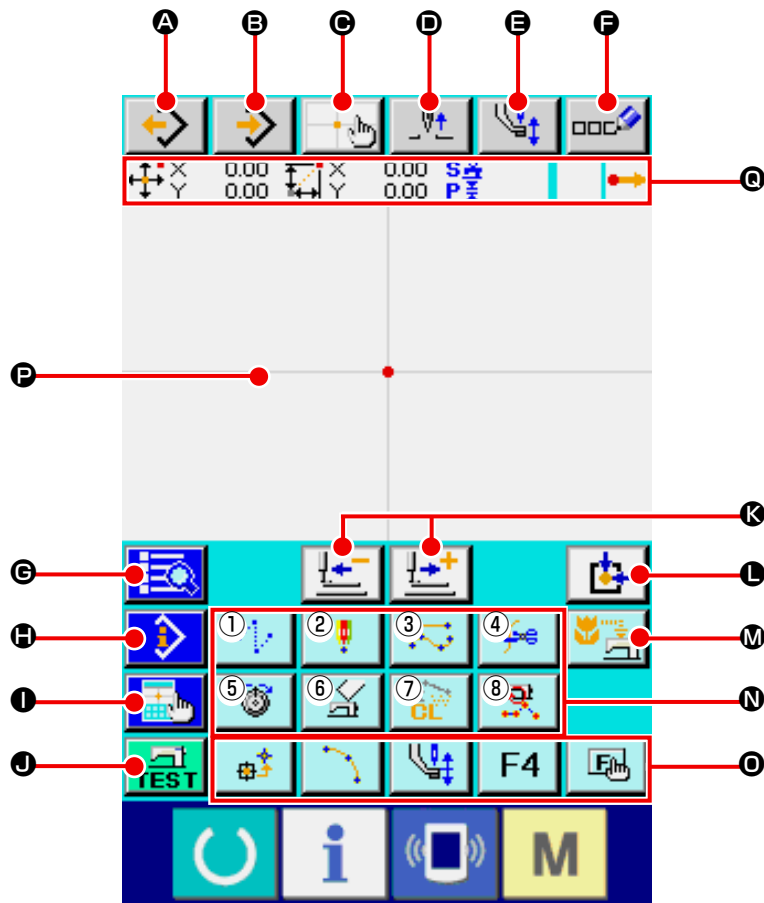 A B C D E F
X 0.00 X 0.00 S
Y 0.00 Y 0.00 P
Q
P
K
G L
H ① ② ③ ④ M
I ⑤ ⑥ ⑦ CL ⑧ N
J TEST F4 F O
i M